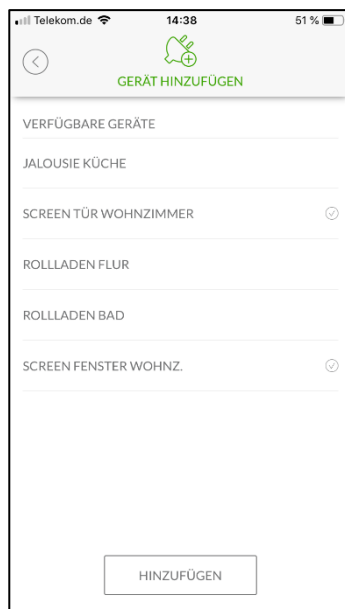 Telekom.de 14:38 51 %
GERÄT HINZUFÜGEN
VERFÜGBARE GERÄTE
JALOUSIE KÜCHE
SCREEN TÜR WOHNZIMMER
ROLLLADEN FLUR
ROLLLADEN BAD
SCREEN FENSTER WOHNZ.
HINZUFÜGEN